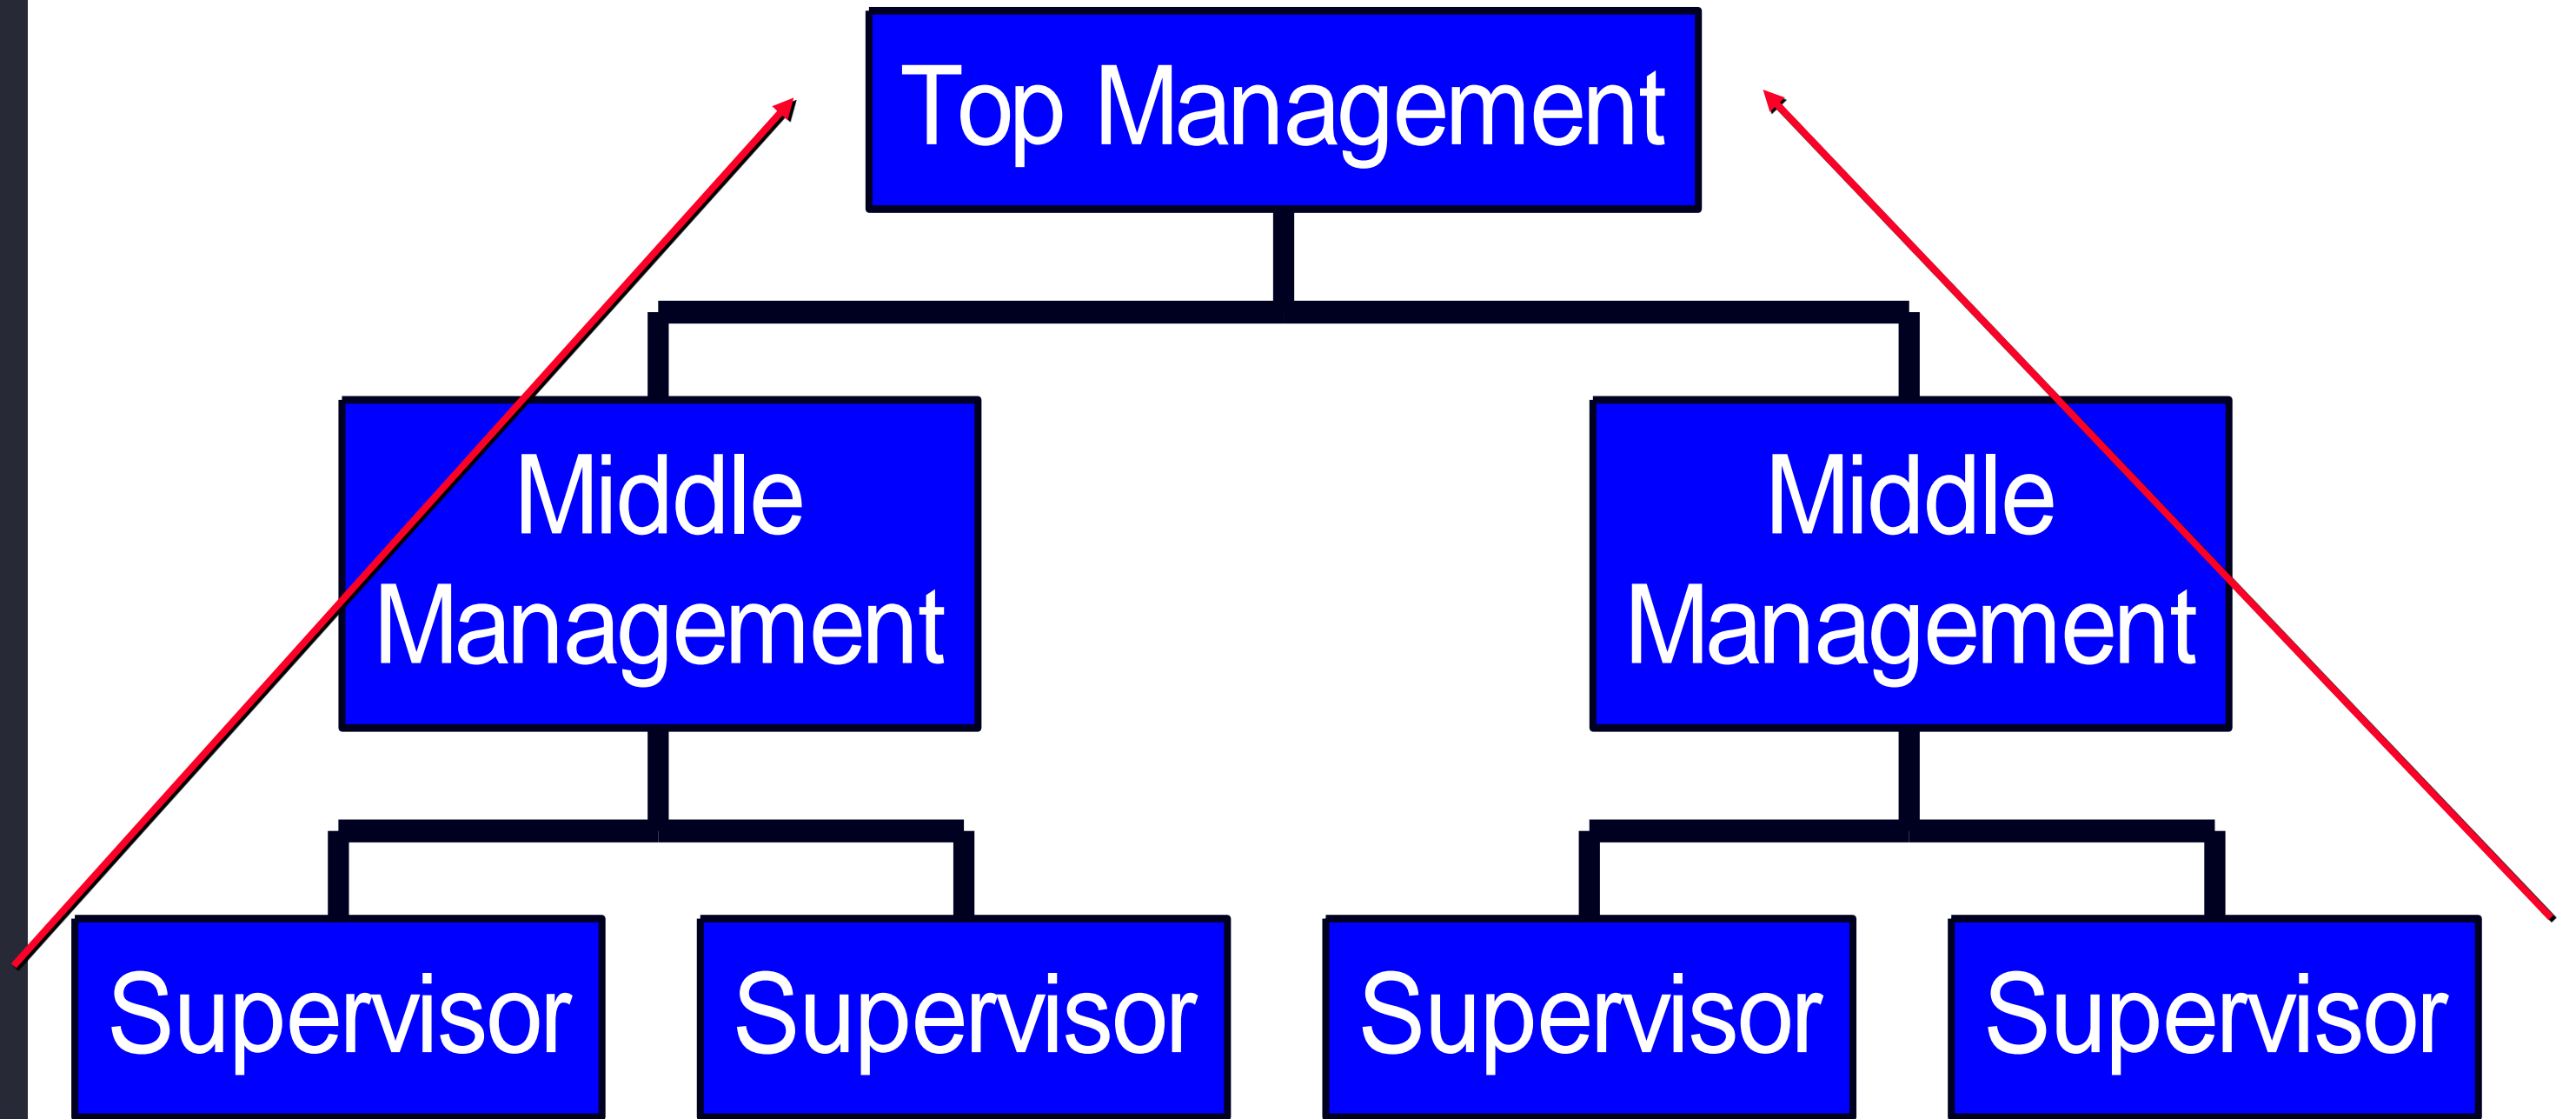 Top Management
Middle
Management
Middle
Management
Supervisor
Supervisor
Supervisor
Supervisor